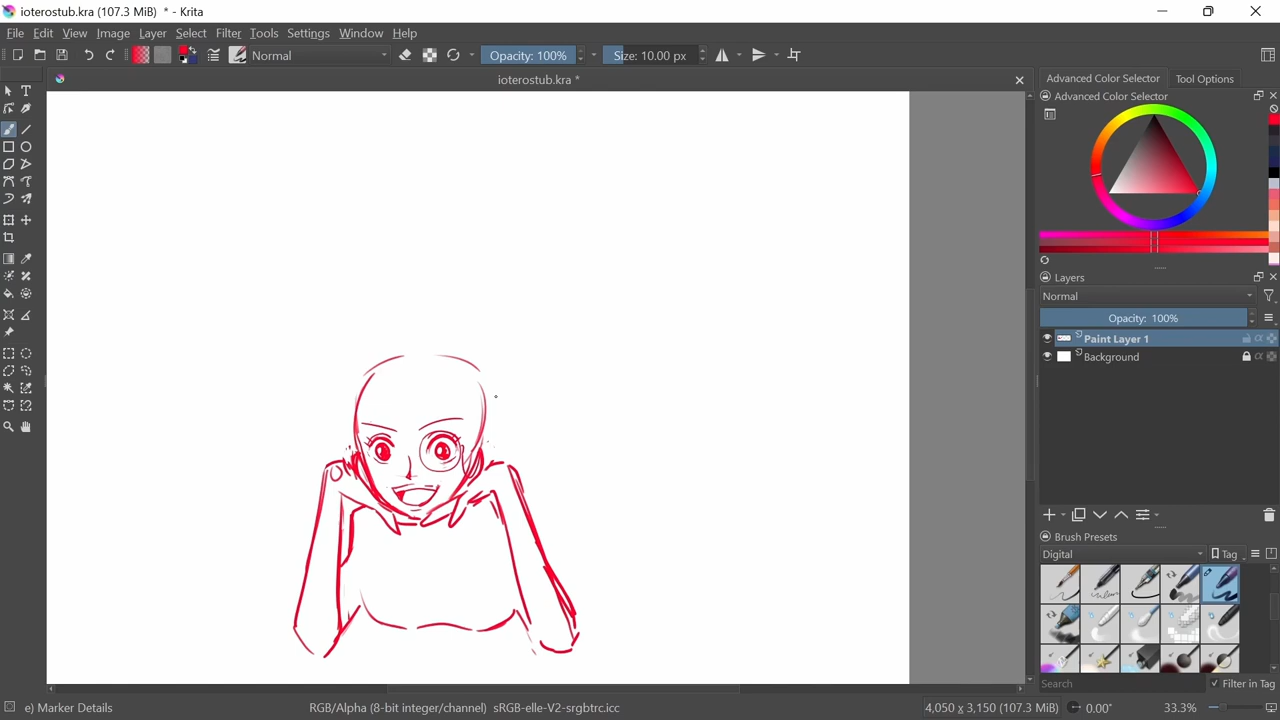 ioterostub.kra (107.3 MiB) * - Krita
File Edit View Image Layer Select Filter Tools Settings Window Help
Normal Opacity: 100% Size: 10.00 px
ioterostub.kra *
Advanced Color Selector Tool Options
Advanced Color Selector
Layers
Normal
Opacity: 100%
Paint Layer 1
Background
Brush Presets
Digital Tag
Search Filter in Tag
e) Marker Details RGB/Alpha (8-bit integer/channel) sRGB-elle-V2-srgbtrc.icc 4,050 x 3,150 (107.3 MiB) 0.00° 33.3%